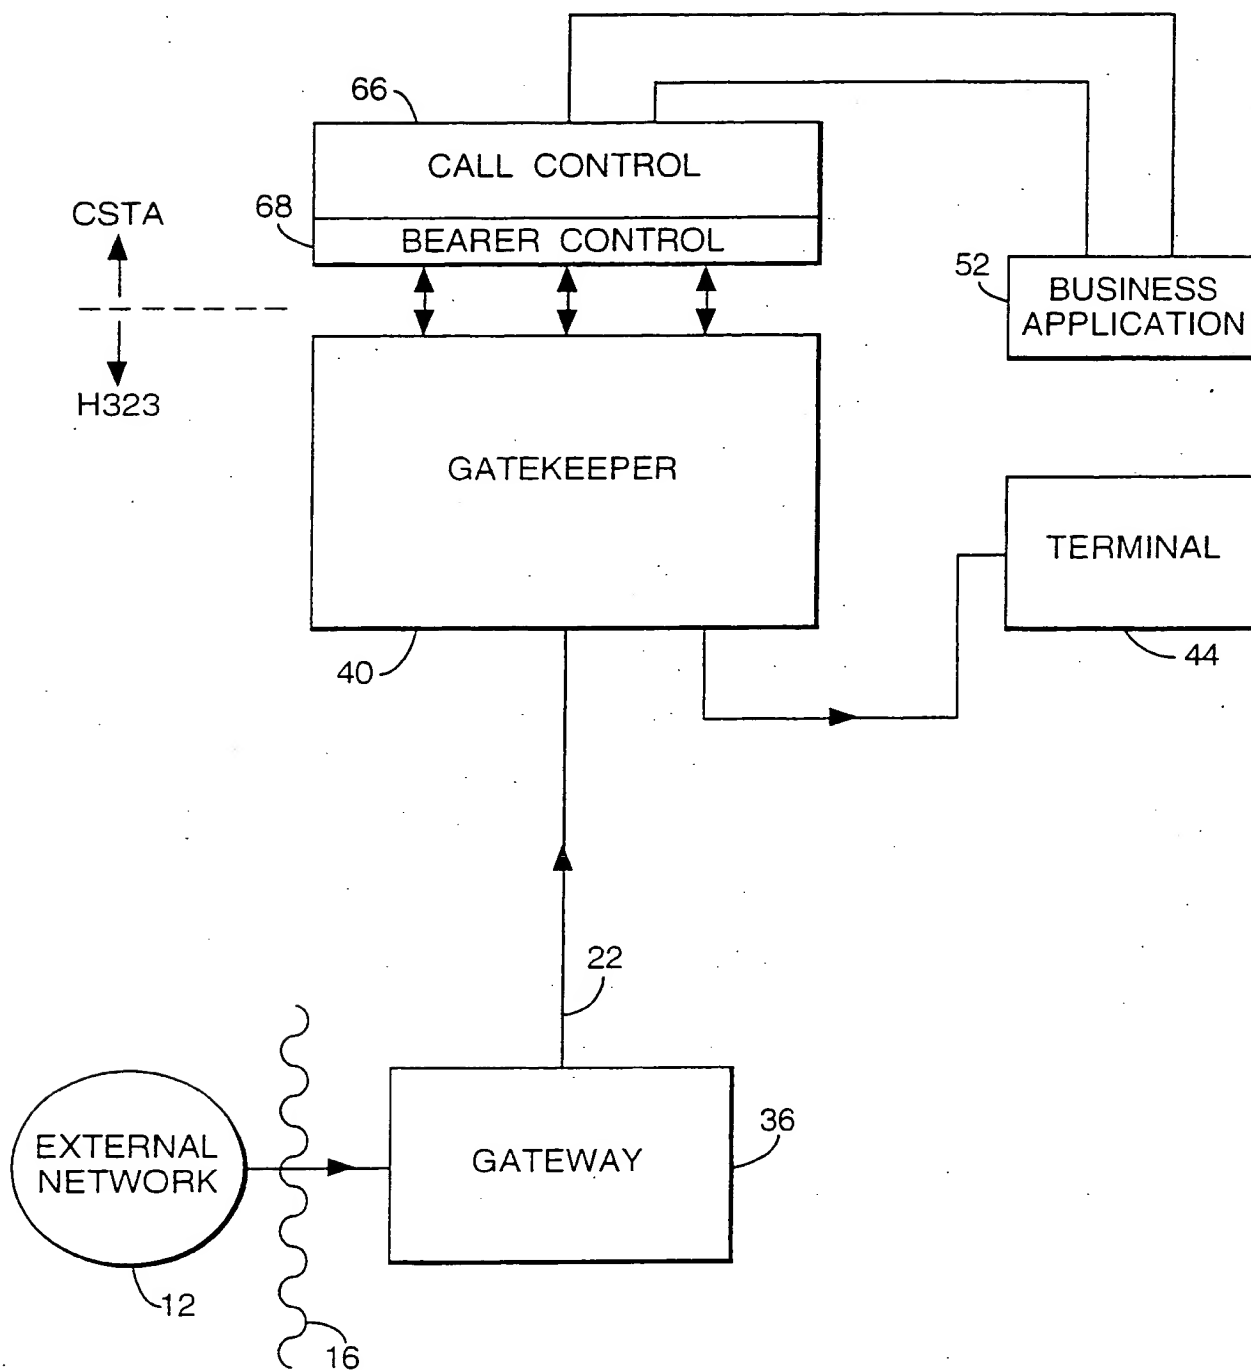 66
CALL CONTROL
68
CSTA
BEARER CONTROL
52
BUSINESS
APPLICATION
H323
GATEKEEPER
TERMINAL
40
44
22
EXTERNAL
NETWORK
GATEWAY
36
12
16